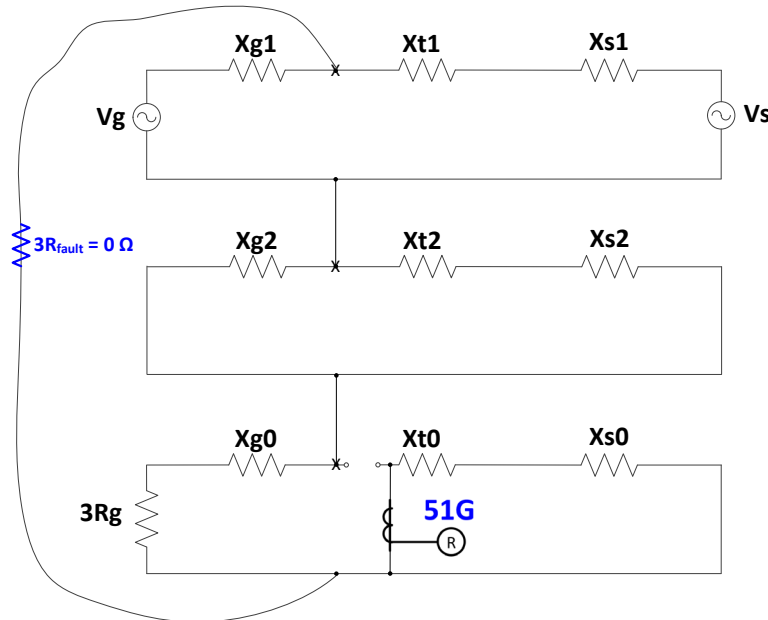 Xg1 Xt1 Xs1
Vg Vs
3Rfault = 0 Ω
Xg2 Xt2 Xs2
Xg0 Xt0 Xs0
3Rg 51G
R